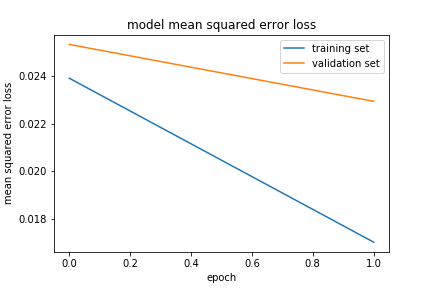 model mean squared error loss
training set
validation set
mean squared error loss
0.024
0.022
0.020
0.018
0.0 0.2 0.4 0.6 0.8 1.0
epoch